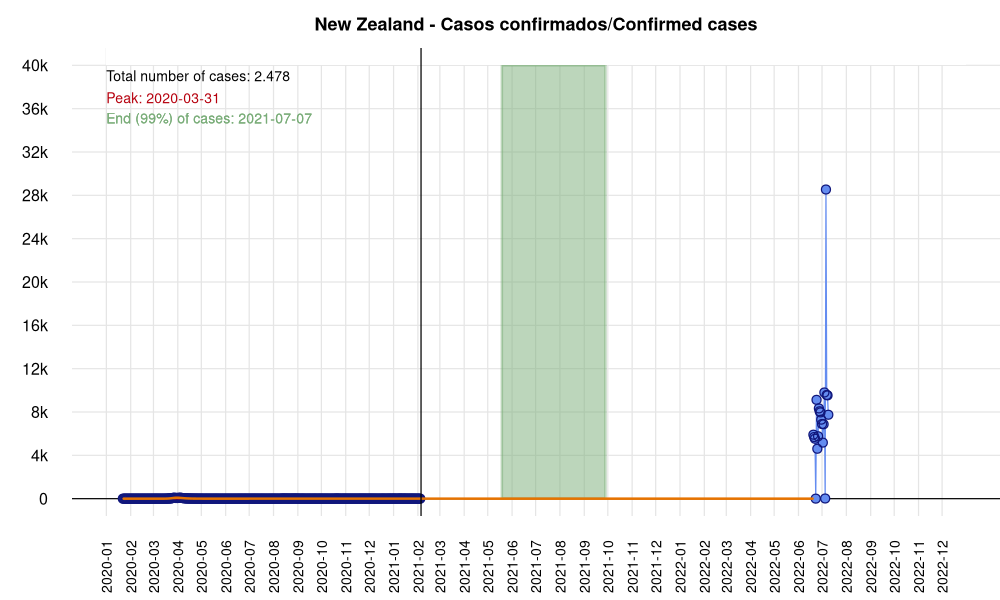 New Zealand - Casos confirmados/Confirmed cases
40k
36k
32k
28k
24k
20k
16k
12k
8k
4k
0
Total number of cases: 2.478
Peak: 2020-03-31
End (99%) of cases: 2021-07-07
2020-01
2020-02
2020-03
2020-04
2020-05
2020-06
2020-07
2020-08
2020-09
2020-10
2020-11
2020-12
2021-01
2021-02
2021-03
2021-04
2021-05
2021-06
2021-07
2021-08
2021-09
2021-10
2021-11
2021-12
2022-01
2022-02
2022-03
2022-04
2022-05
2022-06
2022-07
2022-08
2022-09
2022-10
2022-11
2022-12